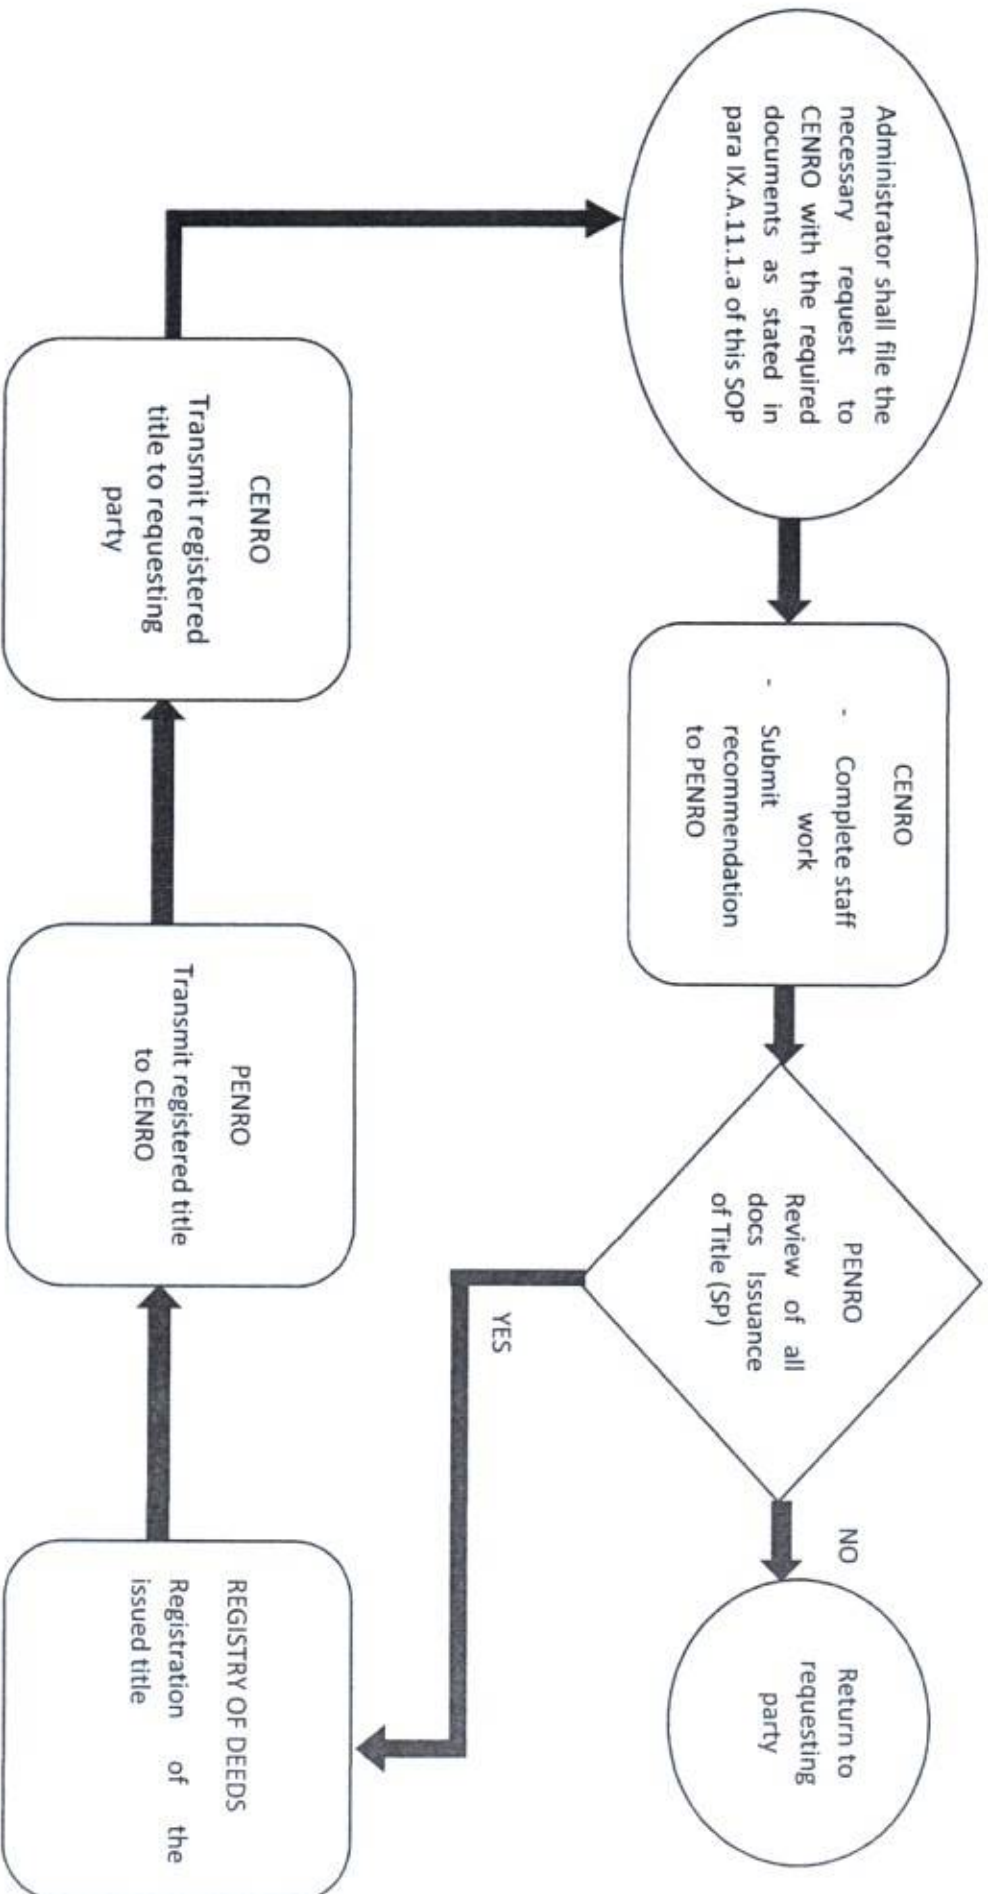 Administrator shall file the
necessary request to
CENRO with the required
documents as stated in
para IX.A.11.1.a of this SOP
CENRO
- Complete staff
work
- Submit
recommendation
to PENRO
PENRO
Review of all
docs Issuance
of Title (SP)
NO
Return to
requesting
party
YES
REGISTRY OF DEEDS
Registration of the
issued title
PENRO
Transmit registered title
to CENRO
CENRO
Transmit registered
title to requesting
party